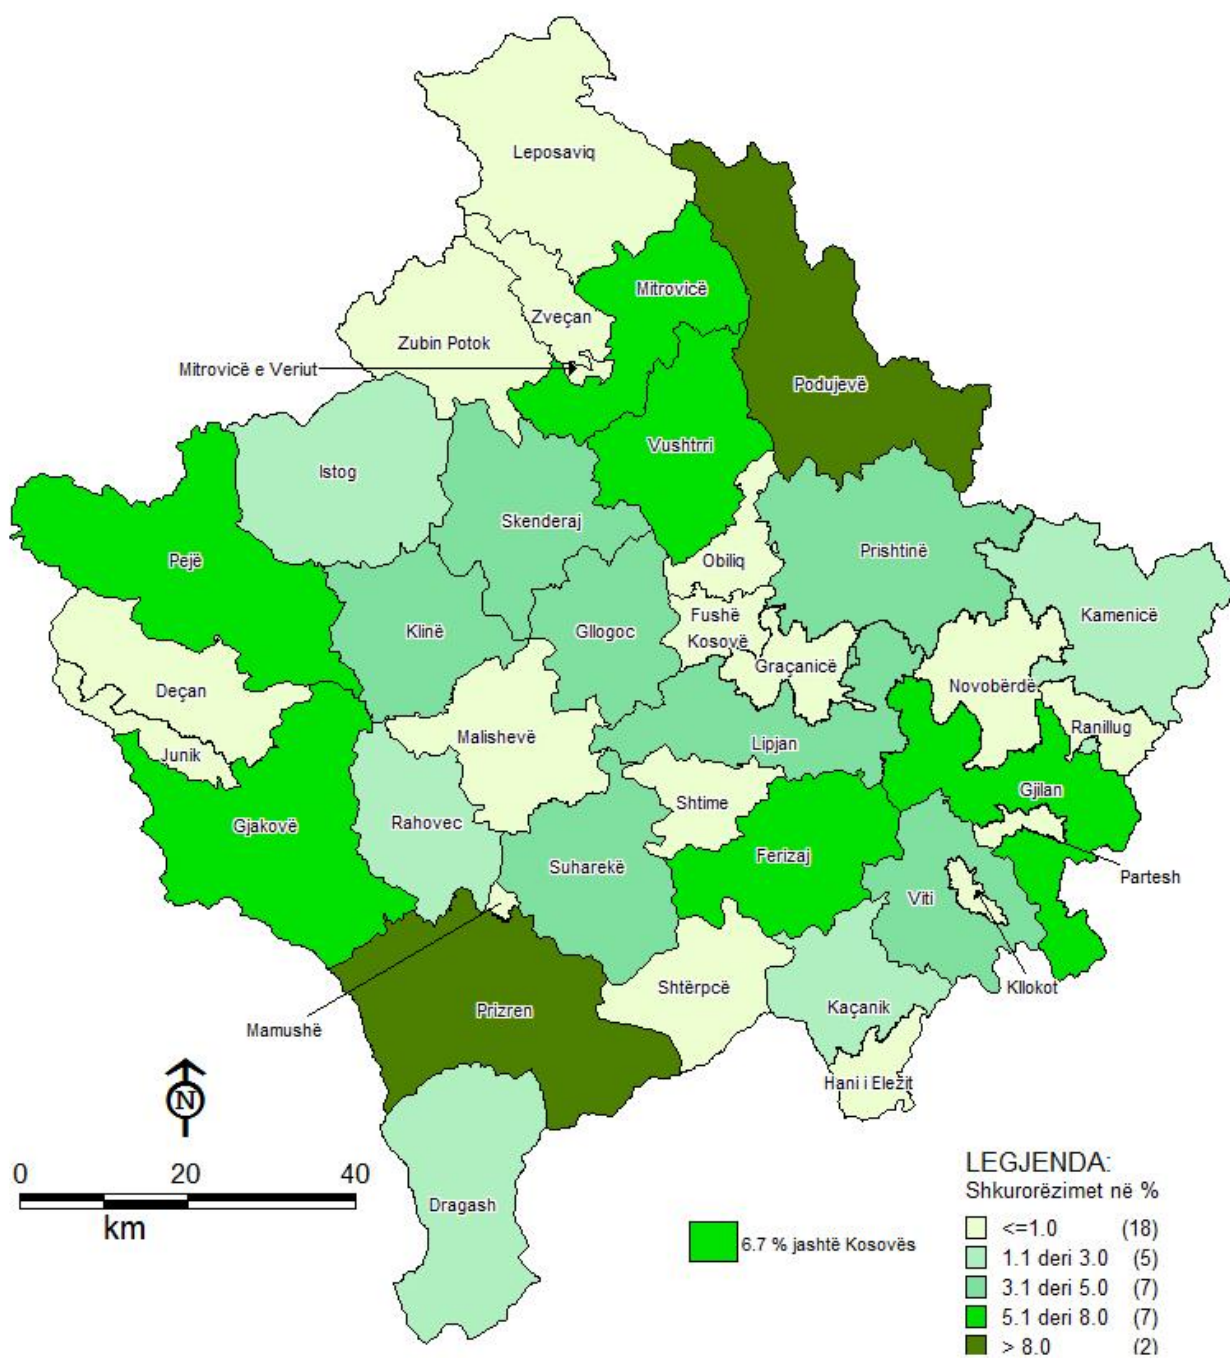 Leposaviq
Mitrovicë
Zveçan
Zubin Potok
Mitrovicë e Veriut
Podujevë
Vushtrri
Istog
Skenderaj
Prishtinë
Pejë
Obiliq
Kamenicë
Fushë
Kosovë
Klinë
Gllogoc
Graçanicë
Deçan
Novobërdë
Ranillug
Malishevë
Lipjan
Junik
Gjilan
Shtime
Gjakovë
Rahovec
Ferizaj
Suharekë
Partesh
Viti
Shtërpcë
Kllokot
Kaçanik
Prizren
Mamushë
Hani i Elezit
N
Dragash
0 20 40
km
6.7 % jashtë Kosovës
LEGJENDA:
Shkurorëzimet në %
<=1.0 (18)
1.1 deri 3.0 (5)
3.1 deri 5.0 (7)
5.1 deri 8.0 (7)
> 8.0 (2)